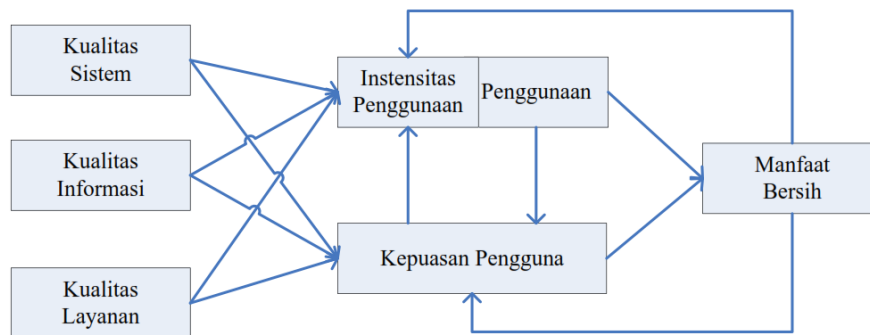 Kualitas
Sistem
Instensitas
Penggunaan
Penggunaan
Kualitas
Informasi
Manfaat
Bersih
Kepuasan Pengguna
Kualitas
Layanan